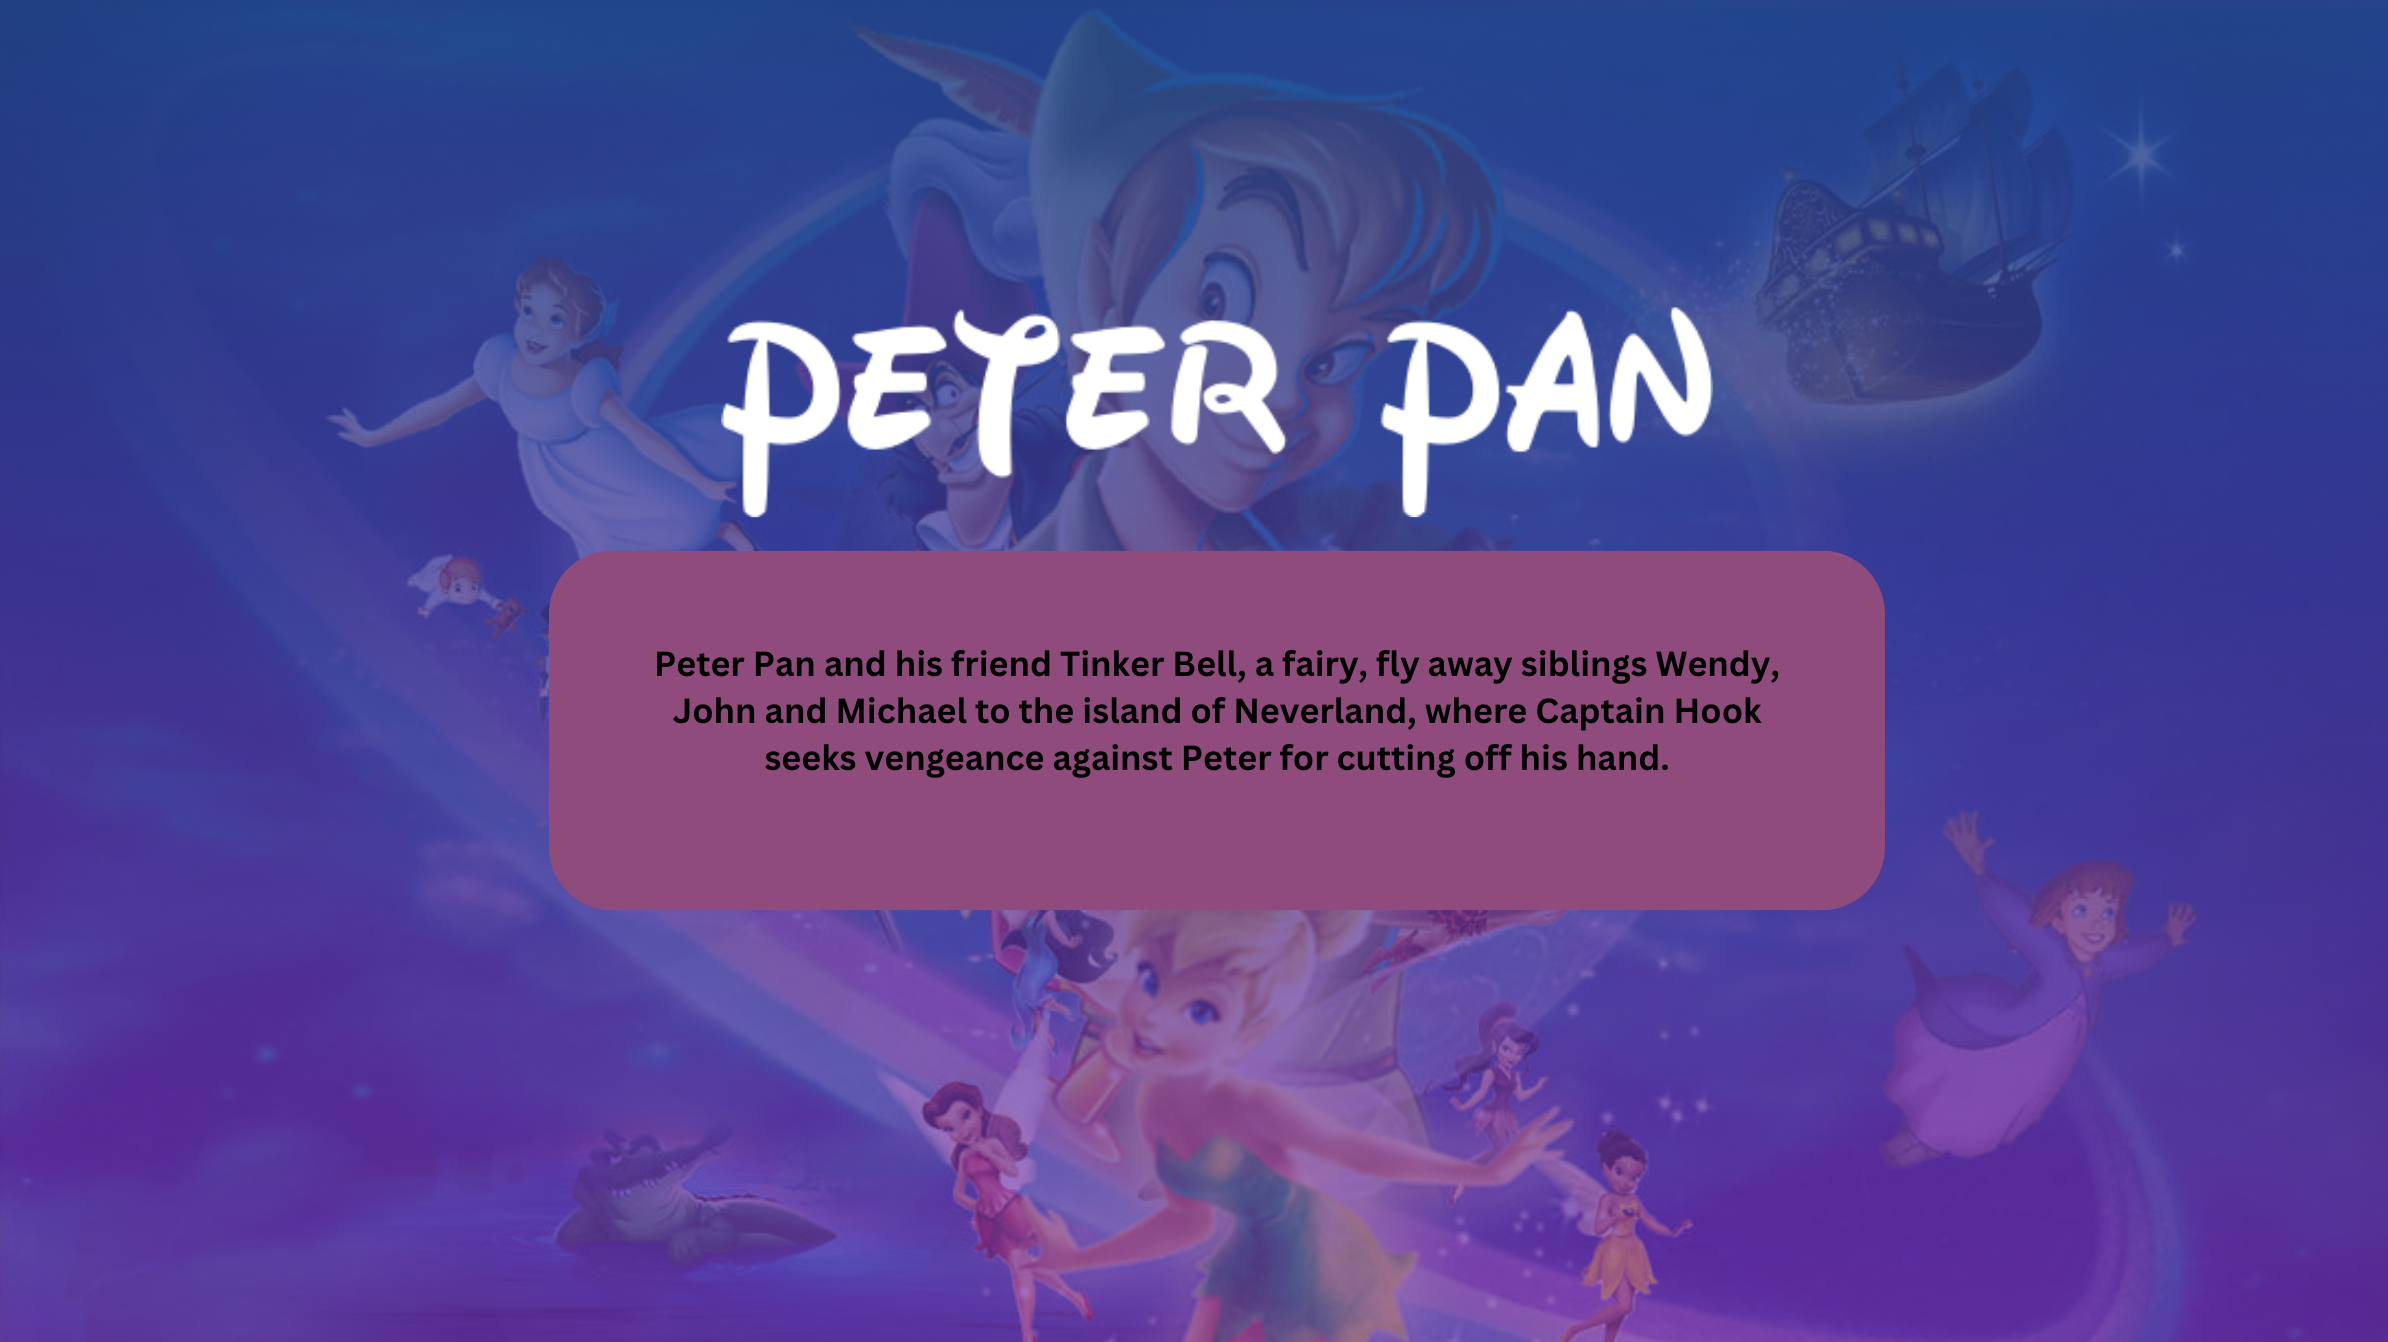 PETER PAN
Peter Pan and his friend Tinker Bell, a fairy, fly away siblings Wendy,
John and Michael to the island of Neverland, where Captain Hook
seeks vengeance against Peter for cutting off his hand.